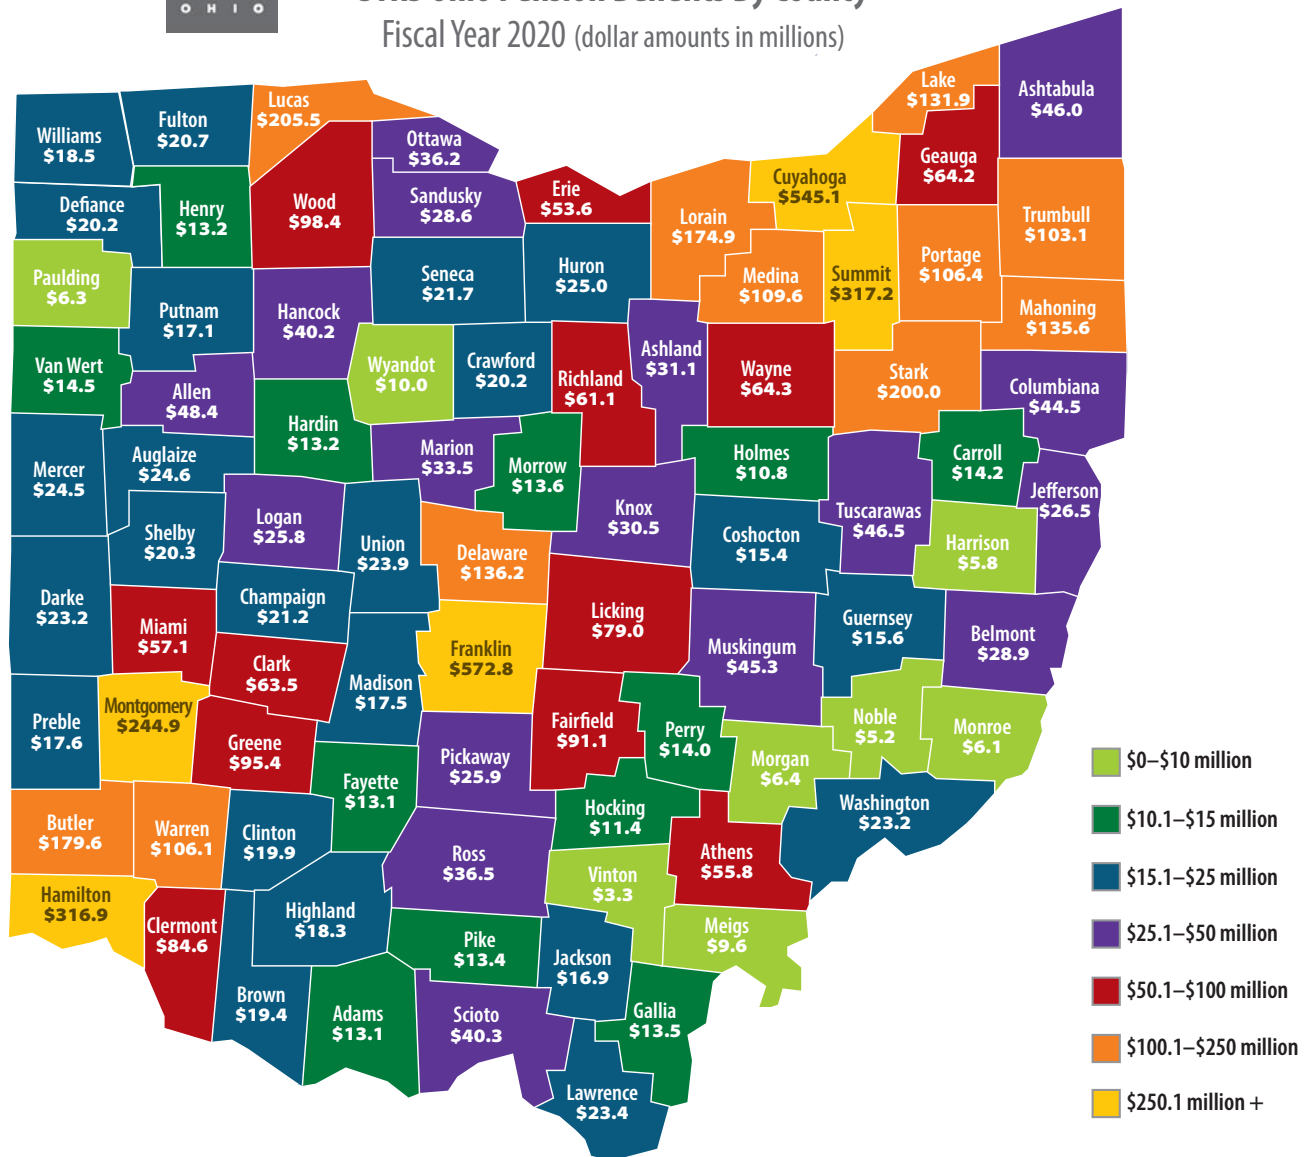 OHIO
STRS Ohio Pension Benefits By County
Fiscal Year 2020 (dollar amounts in millions)
Williams
$18.5
Fulton
$20.7
Lucas
$205.5
Ottawa
$36.2
Lake
$131.9
Ashtabula
$46.0
Geauga
$64.2
Cuyahoga
$545.1
Defiance
$20.2
Henry
$13.2
Wood
$98.4
Sandusky
$28.6
Erie
$53.6
Lorain
$174.9
Trumbull
$103.1
Paulding
$6.3
Putnam
$17.1
Hancock
$40.2
Seneca
$21.7
Huron
$25.0
Medina
$109.6
Summit
$317.2
Portage
$106.4
Mahoning
$135.6
Van Wert
$14.5
Allen
$48.4
Wyandot
$10.0
Crawford
$20.2
Richland
$61.1
Ashland
$31.1
Wayne
$64.3
Stark
$200.0
Columbiana
$44.5
Hardin
$13.2
Mercer
$24.5
Auglaize
$24.6
Marion
$33.5
Morrow
$13.6
Knox
$30.5
Holmes
$10.8
Tuscarawas
$46.5
Carroll
$14.2
Jefferson
$26.5
Shelby
$20.3
Logan
$25.8
Union
$23.9
Delaware
$136.2
Coshocton
$15.4
Harrison
$5.8
Darke
$23.2
Miami
$57.1
Champaign
$21.2
Clark
$63.5
Madison
$17.5
Franklin
$572.8
Licking
$79.0
Muskingum
$45.3
Guernsey
$15.6
Belmont
$28.9
Preble
$17.6
Montgomery
$244.9
Greene
$95.4
Fayette
$13.1
Pickaway
$25.9
Fairfield
$91.1
Perry
$14.0
Morgan
$6.4
Noble
$5.2
Monroe
$6.1
Butler
$179.6
Warren
$106.1
Clinton
$19.9
Ross
$36.5
Hocking
$11.4
Athens
$55.8
Washington
$23.2
Hamilton
$316.9
Clermont
$84.6
Highland
$18.3
Vinton
$3.3
Meigs
$9.6
Brown
$19.4
Adams
$13.1
Pike
$13.4
Scioto
$40.3
Jackson
$16.9
Gallia
$13.5
Lawrence
$23.4
$0–$10 million
$10.1–$15 million
$15.1–$25 million
$25.1–$50 million
$50.1–$100 million
$100.1–$250 million
$250.1 million +